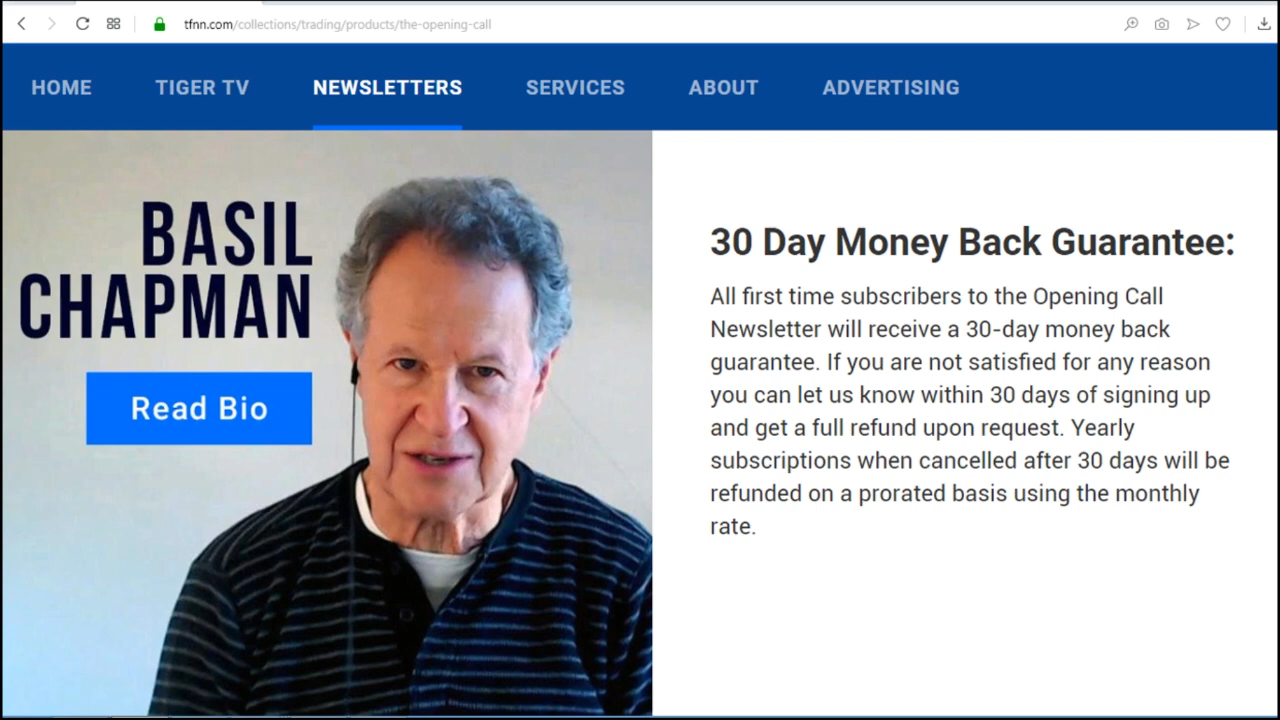 tfnn.com/collections/trading/products/the-opening-call
HOME TIGER TV NEWSLETTERS SERVICES ABOUT ADVERTISING
BASIL
CHAPMAN
Read Bio
30 Day Money Back Guarantee:
All first time subscribers to the Opening Call
Newsletter will receive a 30-day money back
guarantee. If you are not satisfied for any reason
you can let us know within 30 days of signing up
and get a full refund upon request. Yearly
subscriptions when cancelled after 30 days will be
refunded on a prorated basis using the monthly
rate.